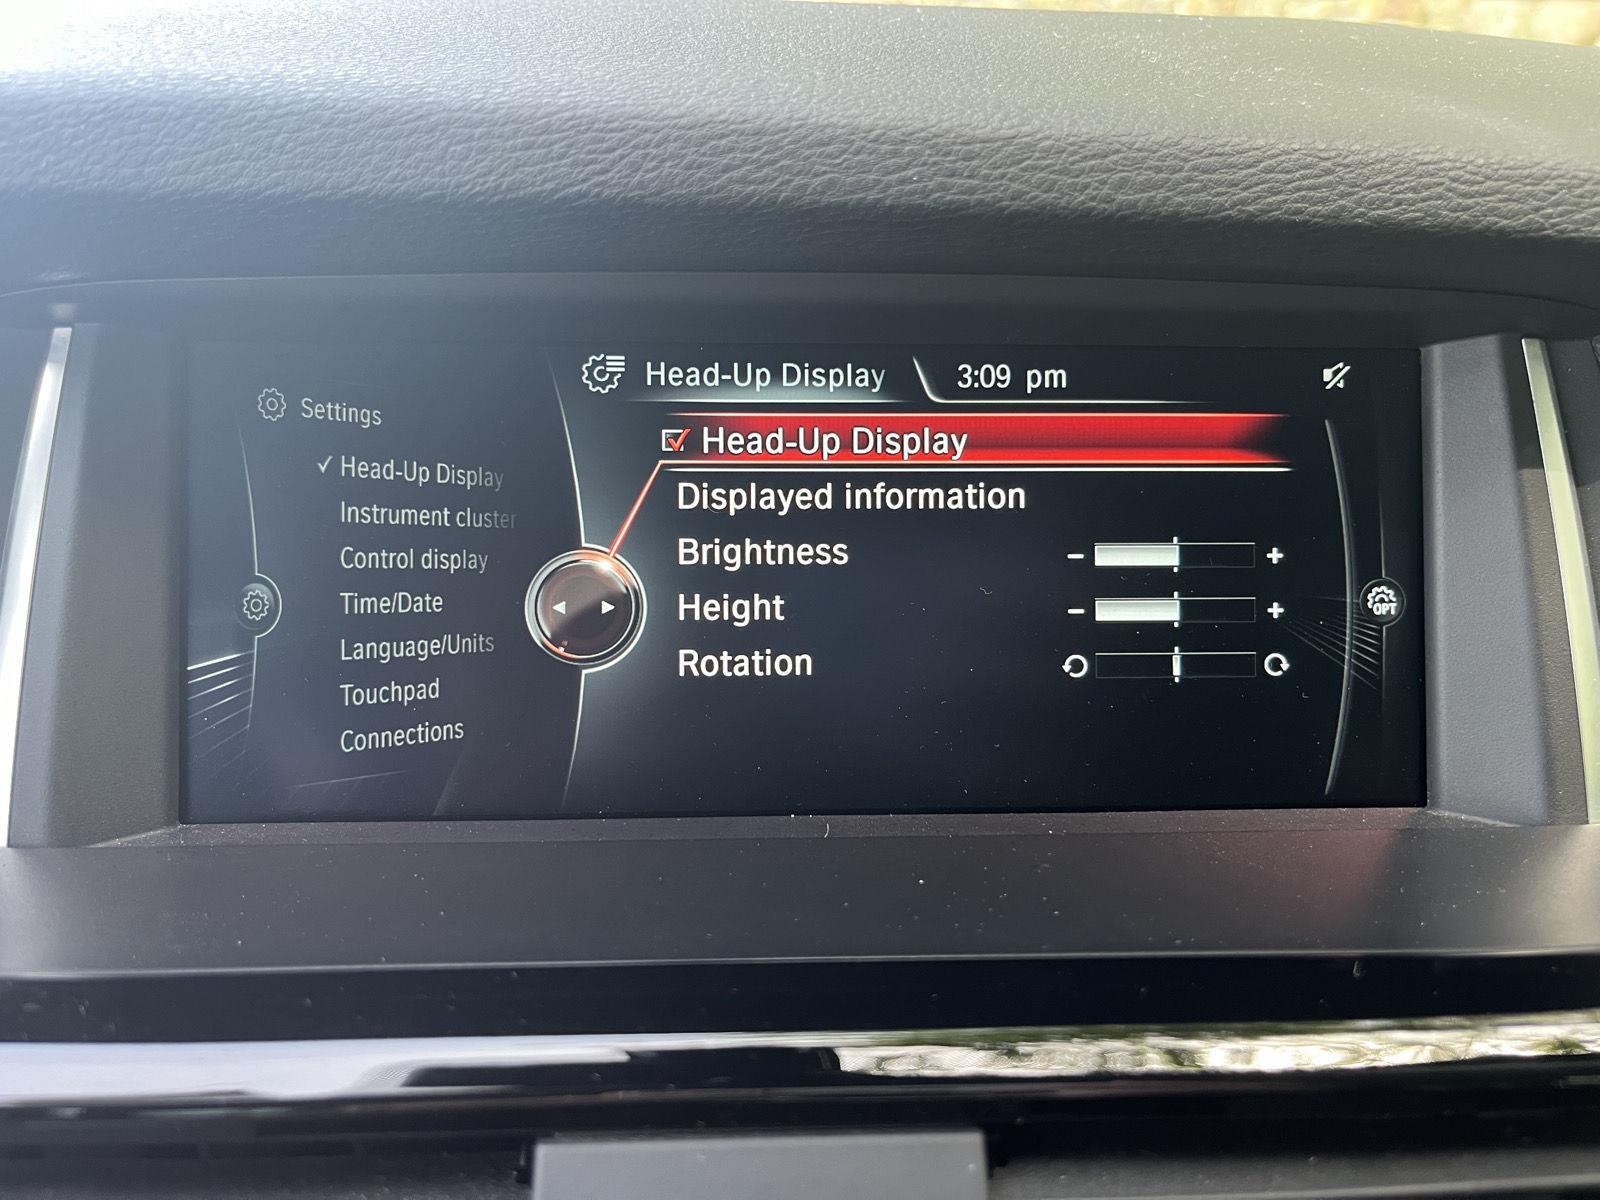 Head-Up Display 3:09 pm
Settings
Head-Up Display
Instrument cluster
Control display
Time/Date
Language/Units
Touchpad
Connections
Head-Up Display
Displayed information
Brightness - +
Height - +
Rotation
OPT